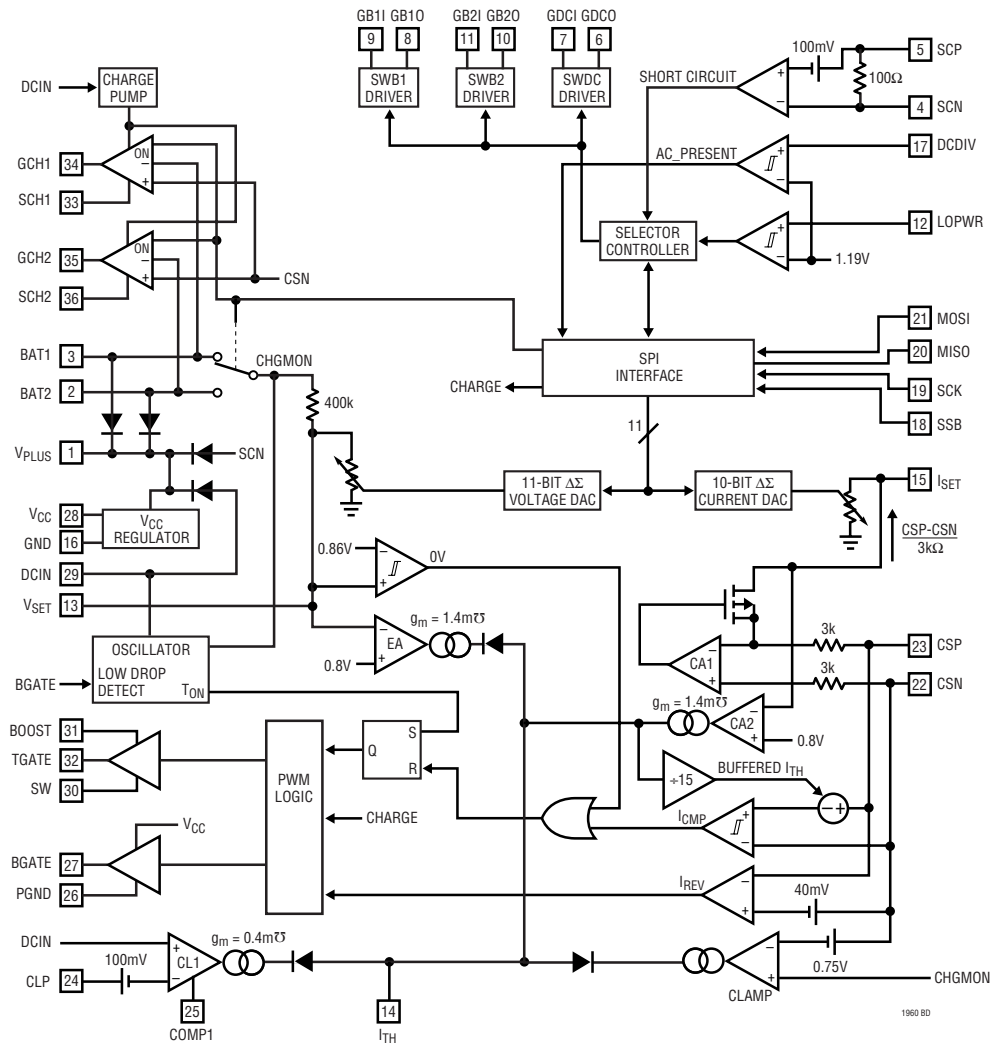 GB1I GB1O GB2I GB2O GDCI GDCO
9 8 11 10 7 6
SWB1 DRIVER
SWB2 DRIVER
SWDC DRIVER
100mV
5 SCP
100Ω
4 SCN
SHORT CIRCUIT
+
−
DCIN
CHARGE PUMP
GCH1 34
ON
−
+
SCH1 33
GCH2 35
ON
−
+
SCH2 36
CSN
AC_PRESENT
+
−
17 DCDIV
SELECTOR CONTROLLER
+
−
12 LOPWR
1.19V
BAT1 3
BAT2 2
CHGMON
400k
SPI INTERFACE
CHARGE
11
21 MOSI
20 MISO
19 SCK
18 SSB
VPLUS 1
SCN
VCC 28
GND 16
VCC REGULATOR
DCIN 29
VSET 13
11-BIT ΔΣ VOLTAGE DAC
10-BIT ΔΣ CURRENT DAC
15 ISET
CSP-CSN
3kΩ
0.86V
−
+
0V
−
EA
+
0.8V
gm = 1.4m℧
OSCILLATOR
LOW DROP DETECT
TON
BGATE
−
CA1
+
3k
3k
23 CSP
22 CSN
gm = 1.4m℧
−
CA2
+
0.8V
BOOST 31
TGATE 32
SW 30
PWM LOGIC
Q
S
R
CHARGE
÷15
BUFFERED ITH
− +
ICMP
+
−
VCC
BGATE 27
PGND 26
IREV
−
+
40mV
DCIN
CLP 24
100mV
+
CL1
−
gm = 0.4m℧
25
COMP1
14
ITH
−
+
CLAMP
0.75V
CHGMON
1960 BD